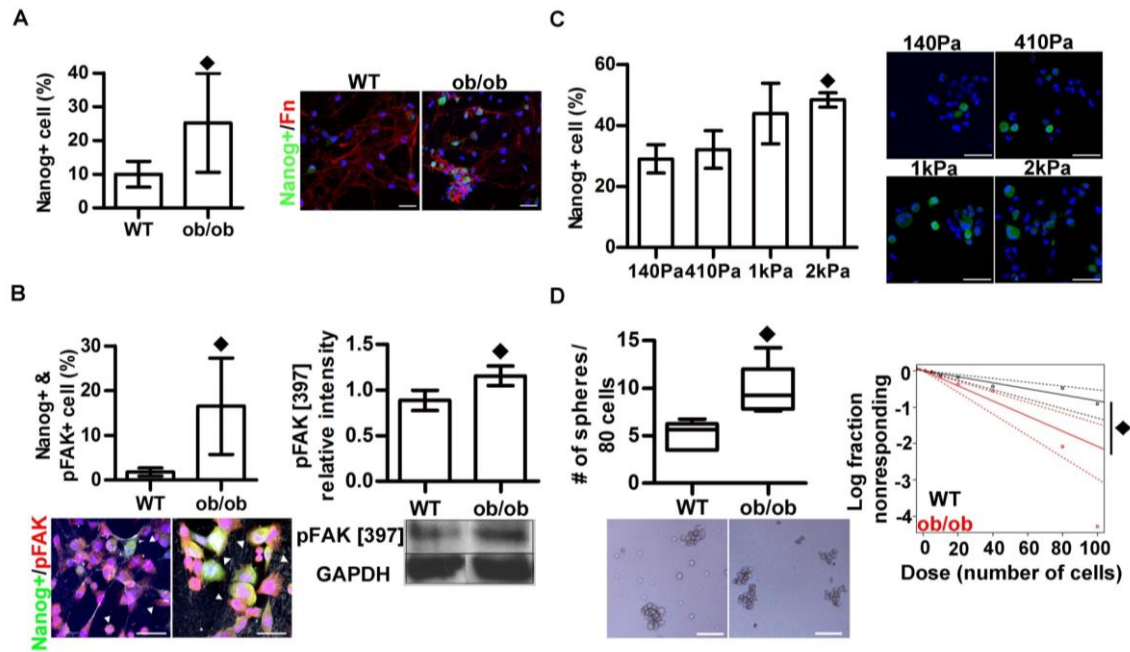 A
Nanog+ cell (%)
40
30
20
10
0
WT
ob/ob
Nanog+/Fn
WT
ob/ob
C
Nanog+ cell (%)
60
40
20
0
140Pa
410Pa
1kPa
2kPa
140Pa
410Pa
1kPa
2kPa
B
Nanog+ &
pFAK+ cell (%)
30
20
10
0
WT
ob/ob
Nanog+/pFAK
pFAK [397]
relative intensity
2.0
1.5
1.0
0.5
0.0
WT
ob/ob
pFAK [397]
GAPDH
D
# of spheres/
80 cells
15
10
5
0
WT
ob/ob
Log fraction
nonresponding
0
-1
-2
-3
-4
WT
ob/ob
0 20 40 60 80 100
Dose (number of cells)